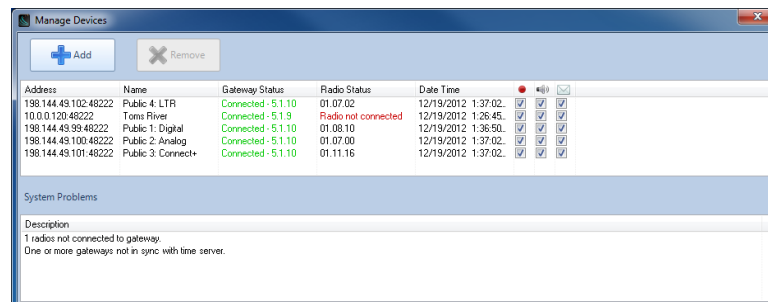 Manage Devices
Add Remove
Address Name Gateway Status Radio Status Date Time
198.144.49.102:48222 Public 4: LTR Connected - 5.1.10 01.07.02 12/19/2012 1:37:02..
10.0.0.120:48222 Toms River Connected - 5.1.9 Radio not connected 12/19/2012 1:26:45..
198.144.49.99:48222 Public 1: Digital Connected - 5.1.10 01.08.10 12/19/2012 1:36:50..
198.144.49.100:48222 Public 2: Analog Connected - 5.1.10 01.07.00 12/19/2012 1:37:02..
198.144.49.101:48222 Public 3: Connect+ Connected - 5.1.10 01.11.16 12/19/2012 1:37:02..
System Problems
Description
1 radios not connected to gateway.
One or more gateways not in sync with time server.